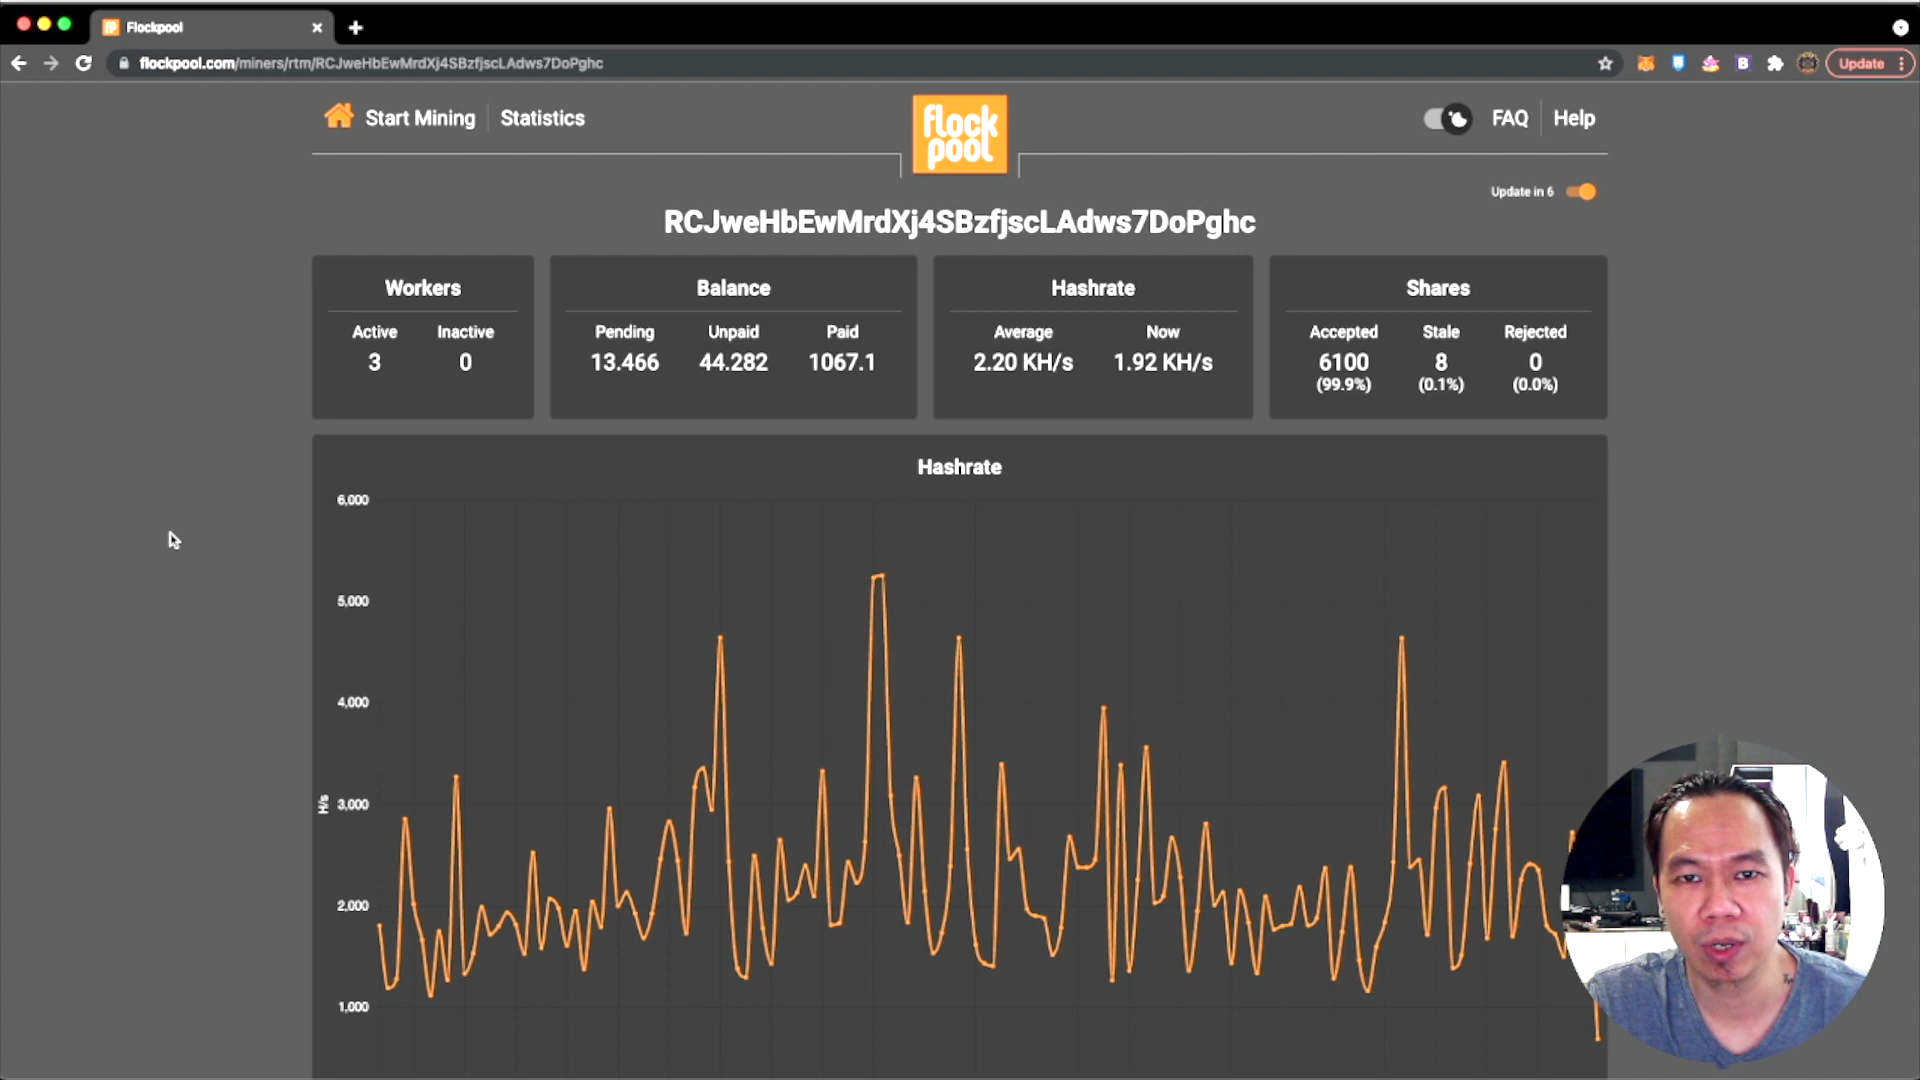 Flockpool
flockpool.com/miners/rtm/RCJweHbEwMrdXj4SBzfjscLAdws7DoPghc
B
Update
Start Mining
Statistics
flock
pool
FAQ
Help
Update in 6
RCJweHbEwMrdXj4SBzfjscLAdws7DoPghc
Workers
Active
Inactive
3
0
Balance
Pending
Unpaid
Paid
13.466
44.282
1067.1
Hashrate
Average
Now
2.20 KH/s
1.92 KH/s
Shares
Accepted
Stale
Rejected
6100
8
0
(99.9%)
(0.1%)
(0.0%)
Hashrate
6,000
5,000
4,000
3,000
2,000
1,000
H/s